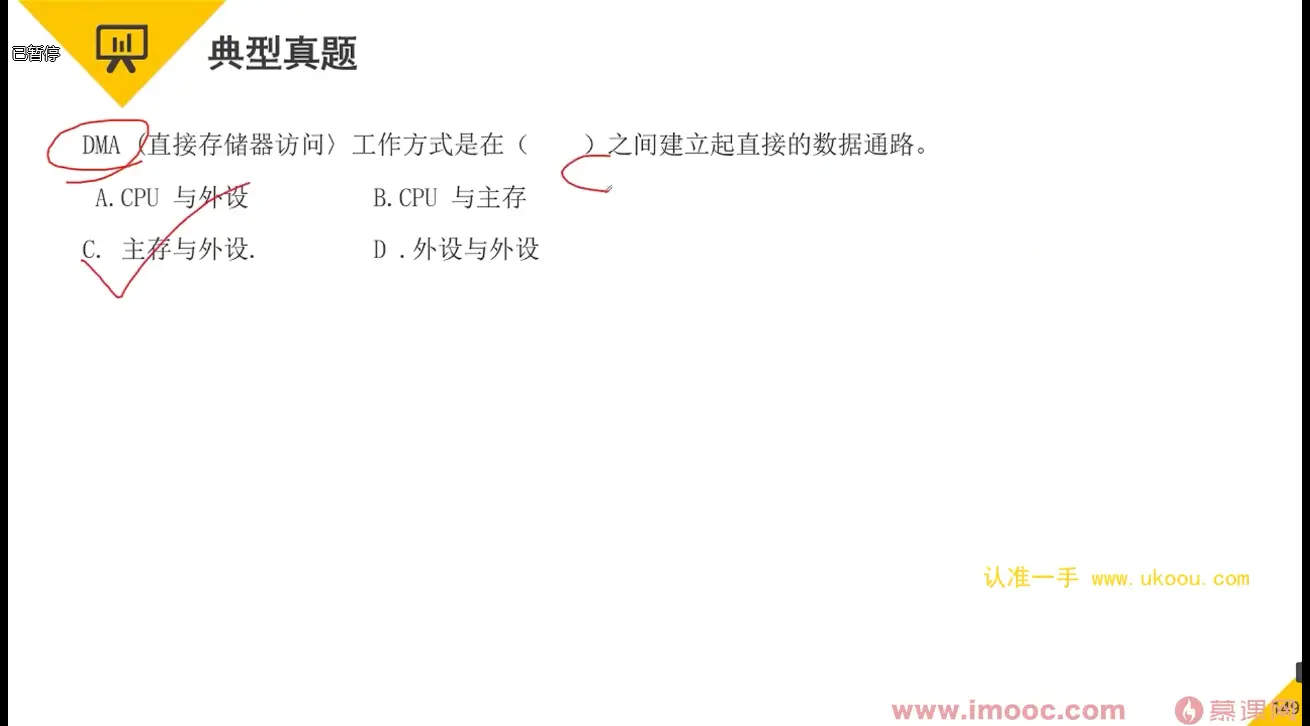 已暂停
典型真题
DMA（直接存储器访问〉工作方式是在（ ）之间建立起直接的数据通路。
A.CPU 与外设 B.CPU 与主存
C. 主存与外设. D .外设与外设
认准一手 www.ukoou.com
www.imooc.com 慕课
149